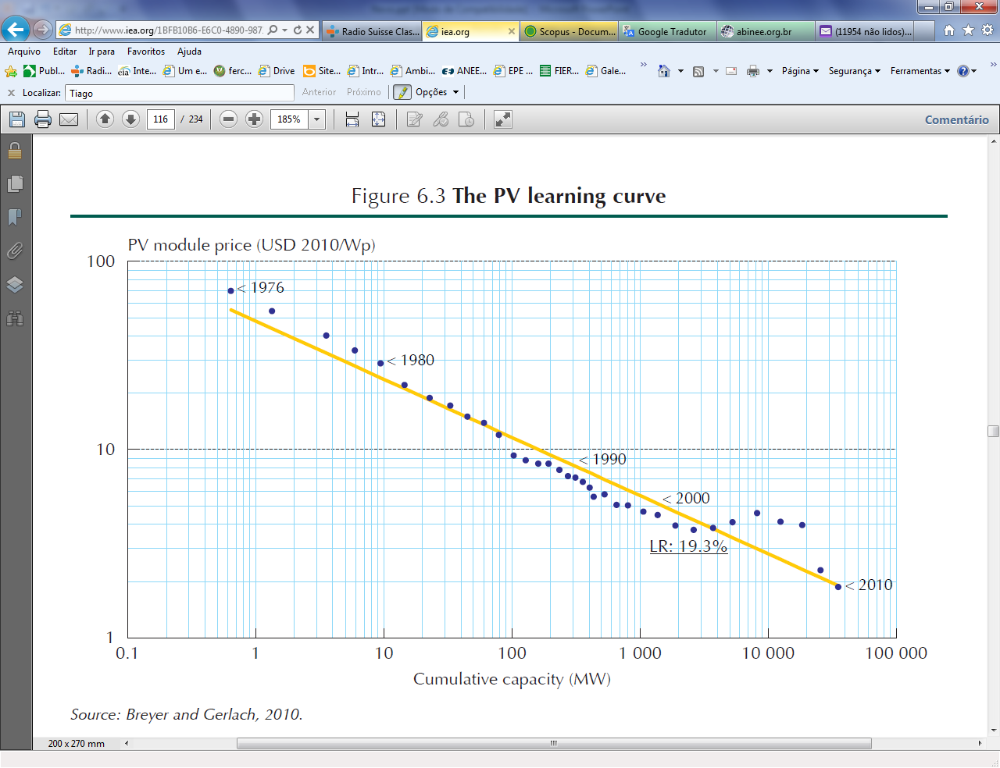 http://www.iea.org/1BFB10B6-E6C0-4890-987
Radio Suisse Clas...
iea.org
Scopus - Docum...
Google Tradutor
abinee.org.br
(11954 não lidos)...
Arquivo Editar Ir para Favoritos Ajuda
Publ... Radi... Inte... Um e... ferc... Drive Site... Intr... Ambi... ANEE... EPE ... FIER... Gale... Página Segurança Ferramentas
x Localizar: Tiago Anterior Próximo Opções
116 / 234 185% Comentário
Figure 6.3 The PV learning curve
PV module price (USD 2010/Wp)
100
< 1976
< 1980
10
< 1990
< 2000
LR: 19.3%
< 2010
1
0.1 1 10 100 1 000 10 000 100 000
Cumulative capacity (MW)
Source: Breyer and Gerlach, 2010.
200 x 270 mm